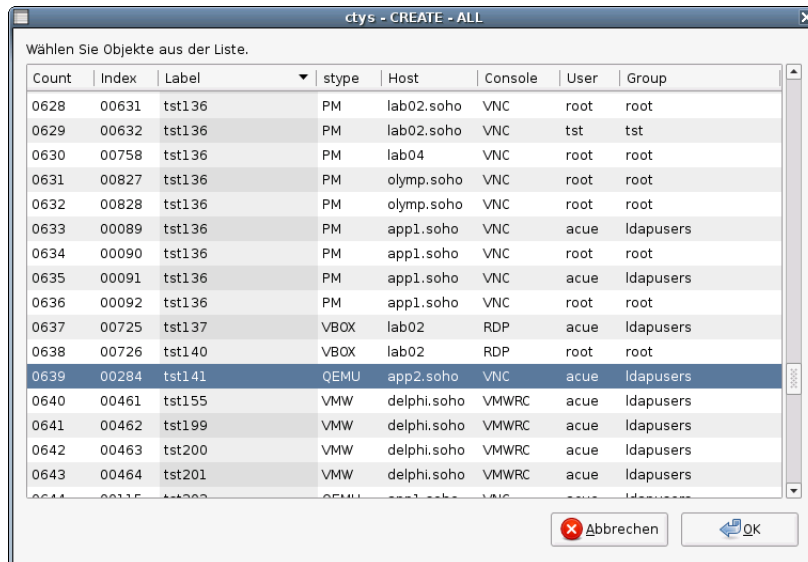 ctys - CREATE - ALL
Wählen Sie Objekte aus der Liste.
Count Index Label stype Host Console User Group
0628 00631 tst136 PM lab02.soho VNC root root
0629 00632 tst136 PM lab02.soho VNC tst tst
0630 00758 tst136 PM lab04 VNC root root
0631 00827 tst136 PM olymp.soho VNC root root
0632 00828 tst136 PM olymp.soho VNC root root
0633 00089 tst136 PM app1.soho VNC acue ldapusers
0634 00090 tst136 PM app1.soho VNC root root
0635 00091 tst136 PM app1.soho VNC acue ldapusers
0636 00092 tst136 PM app1.soho VNC root root
0637 00725 tst137 VBOX lab02 RDP acue ldapusers
0638 00726 tst140 VBOX lab02 RDP root root
0639 00284 tst141 QEMU app2.soho VNC acue ldapusers
0640 00461 tst155 VMW delphi.soho VMWRC acue ldapusers
0641 00462 tst199 VMW delphi.soho VMWRC acue ldapusers
0642 00463 tst200 VMW delphi.soho VMWRC acue ldapusers
0643 00464 tst201 VMW delphi.soho VMWRC acue ldapusers
Abbrechen OK